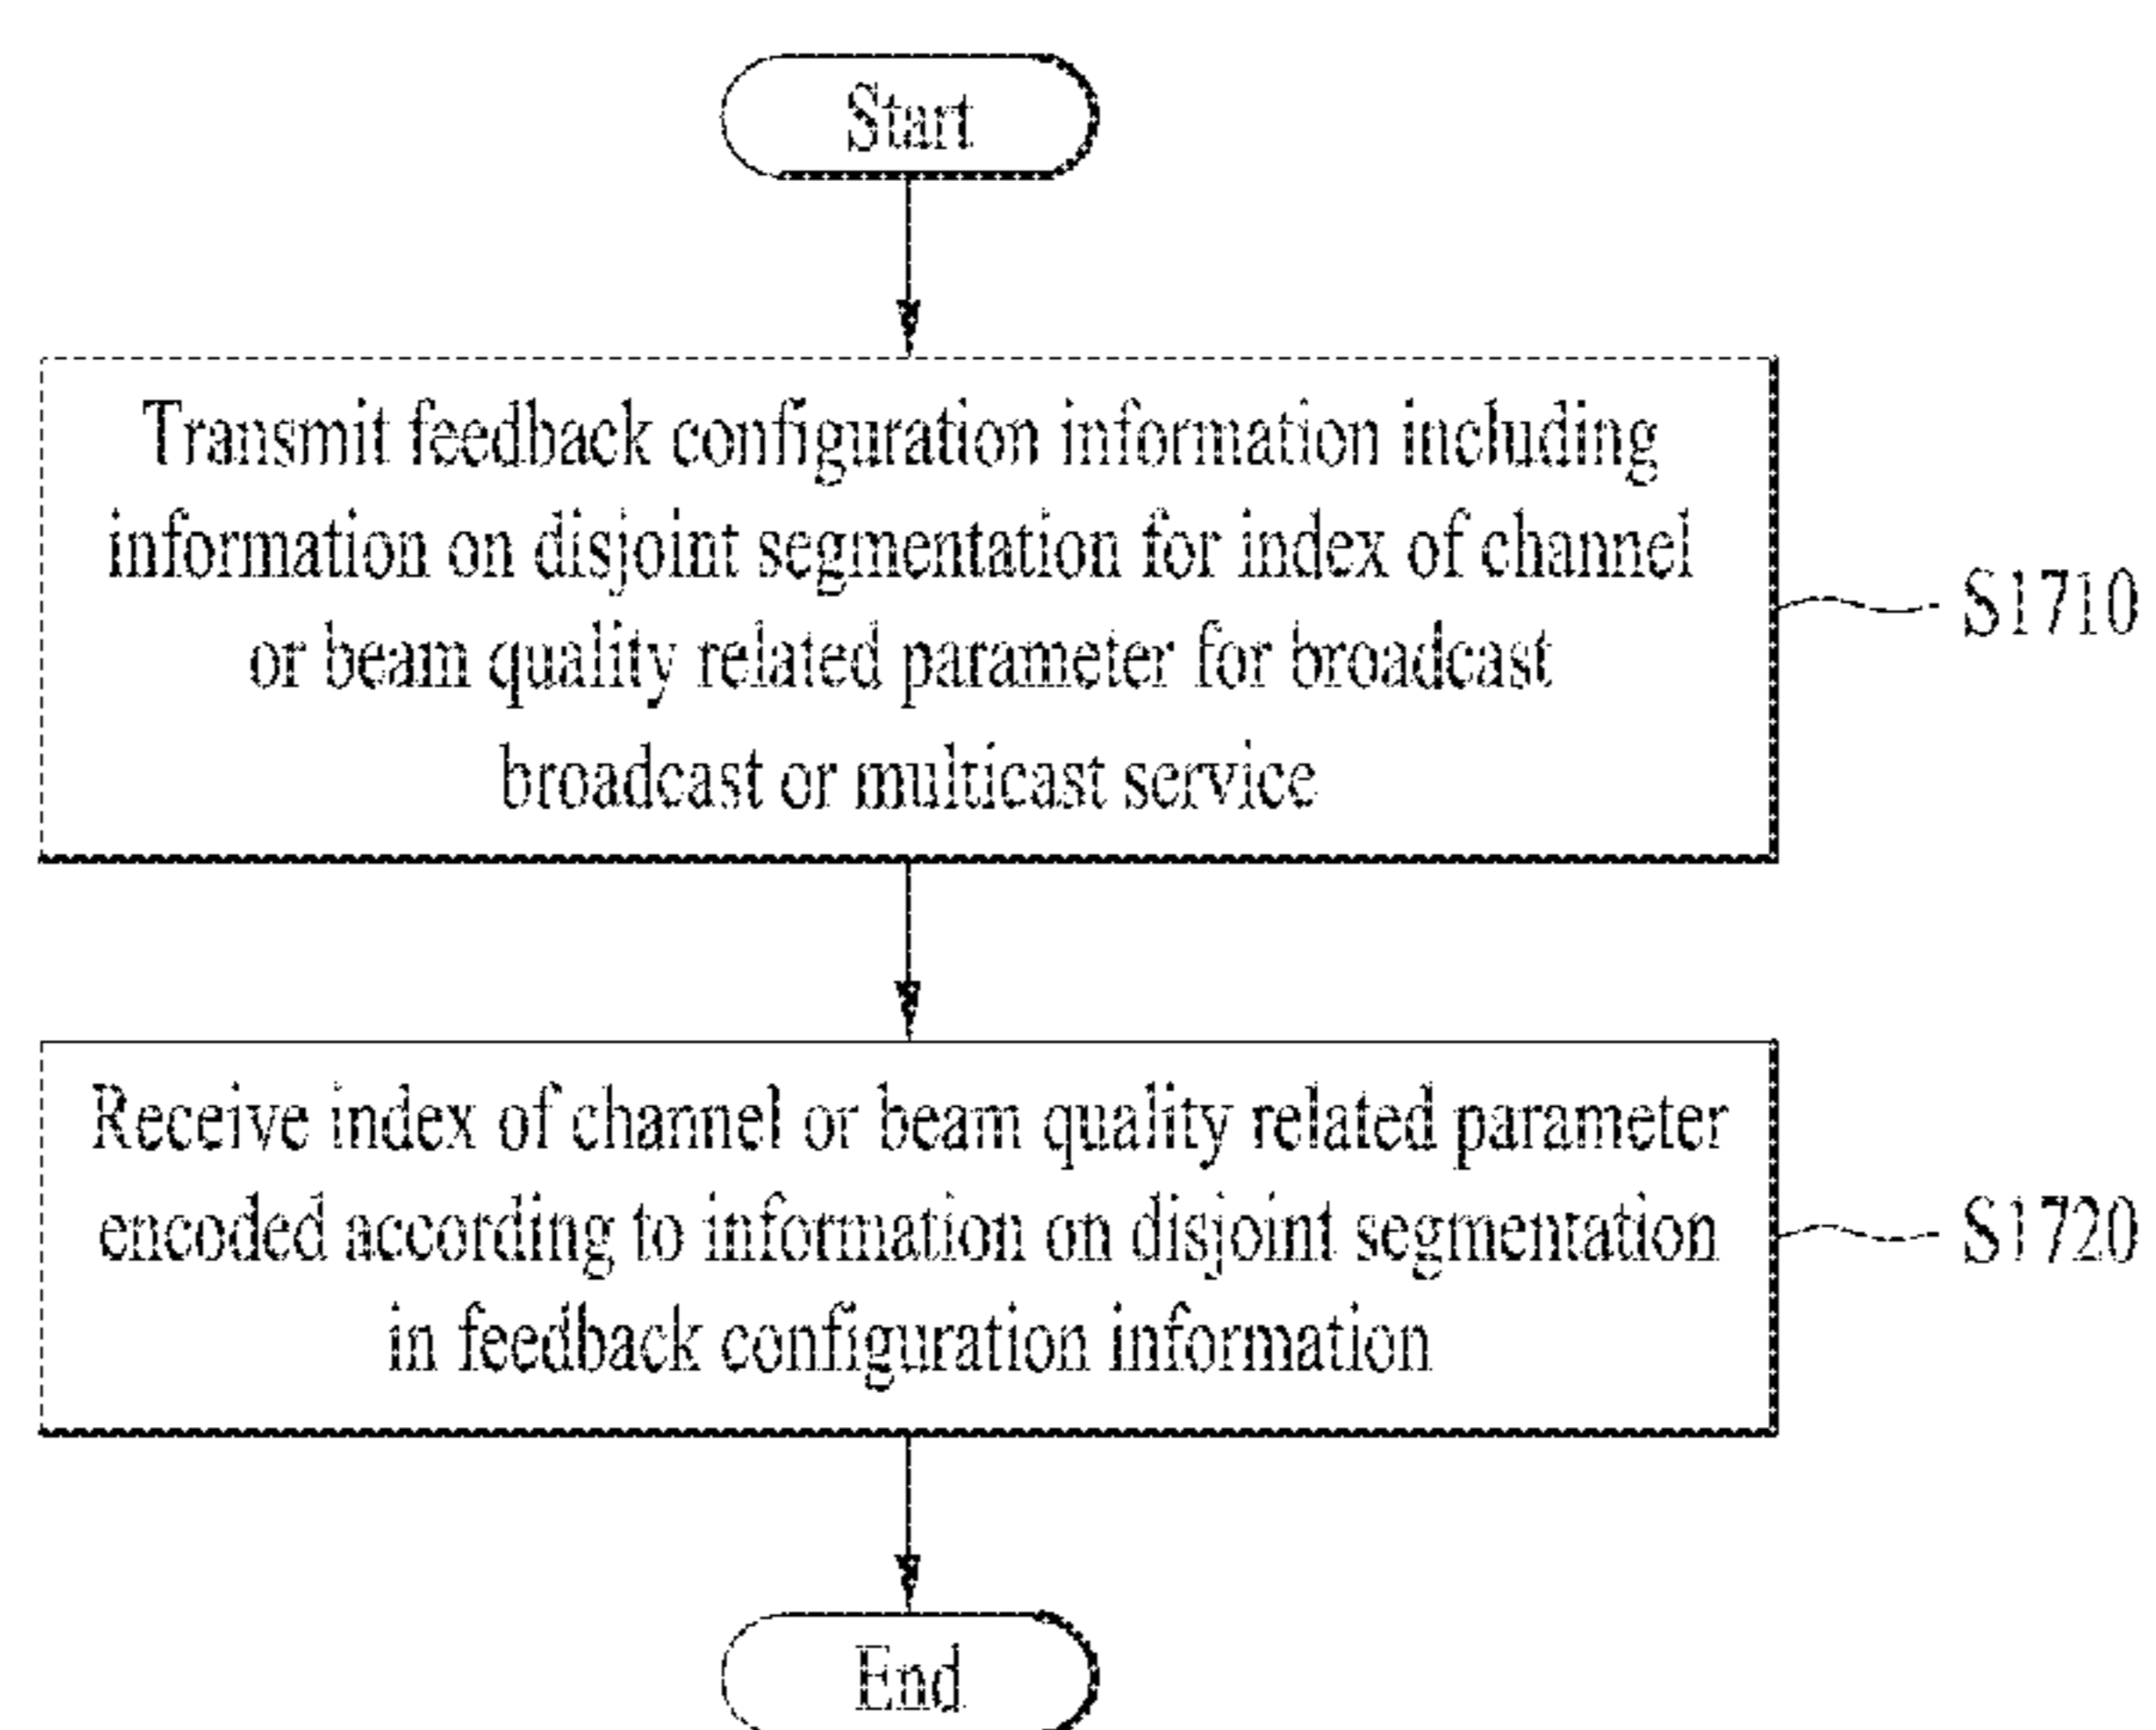 Start
Transmit feedback configuration information including
information on disjoint segmentation for index of channel
or beam quality related parameter for broadcast
broadcast or multicast service
S1710
Receive index of channel or beam quality related parameter
encoded according to information on disjoint segmentation
in feedback configuration information
S1720
End